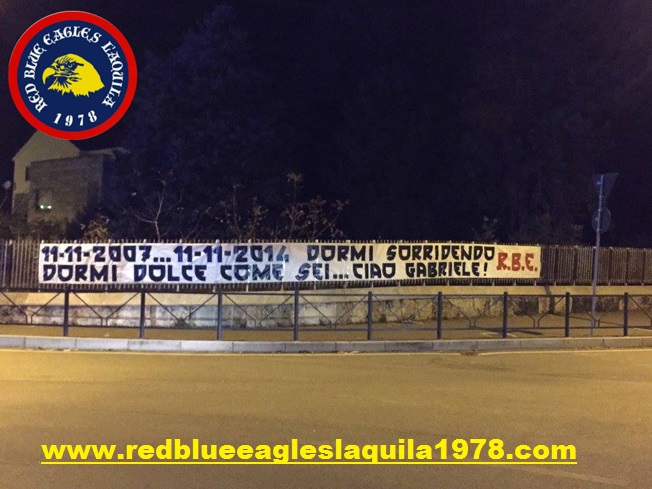 RED BLUE EAGLES L'AQUILA
1978
11-11-2007...11-11-2014 DORMI SORRIDENDO
DORMI DOLCE COME SEI...CIAO GABRIELE! R.B.E.
www.redblueeagleslaquila1978.com